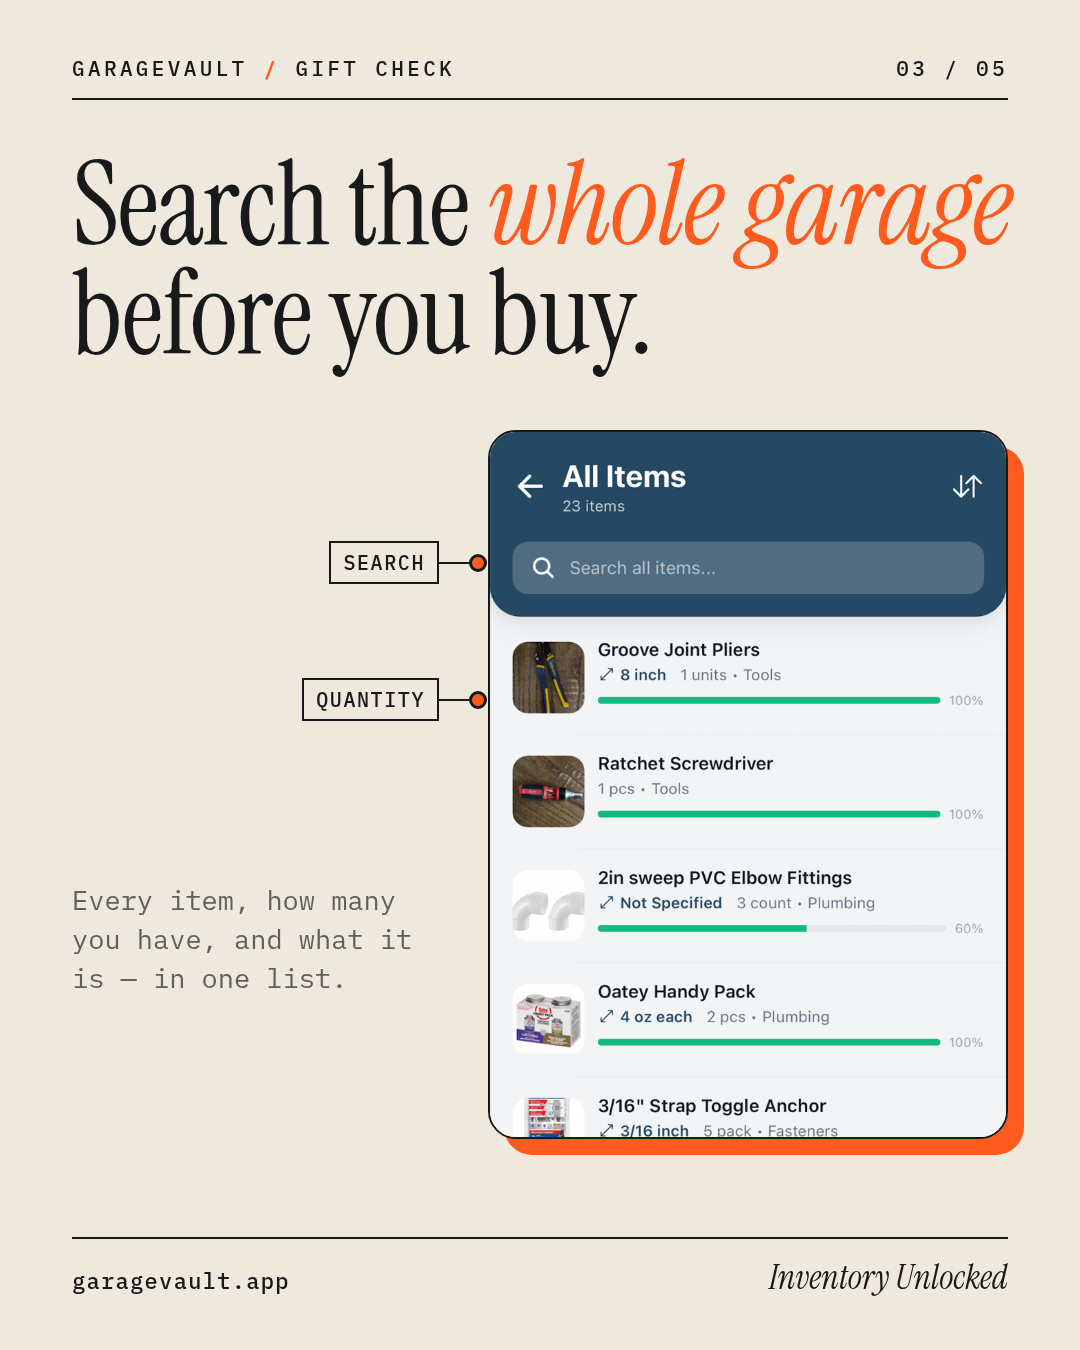 GARAGEVAULT / GIFT CHECK
03 / 05
Search the whole garage
before you buy.
All Items
23 items
SEARCH
Search all items...
Groove Joint Pliers
8 inch 1 units • Tools
QUANTITY
100%
Ratchet Screwdriver
1 pcs • Tools
100%
2in sweep PVC Elbow Fittings
Not Specified 3 count • Plumbing
60%
Every item, how many
you have, and what it
is — in one list.
Oatey Handy Pack
4 oz each 2 pcs • Plumbing
100%
3/16" Strap Toggle Anchor
3/16 inch 5 pack • Fasteners
garagevault.app
Inventory Unlocked